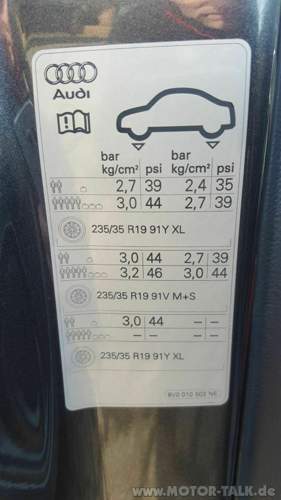 Audi
bar psi bar psi
kg/cm² kg/cm²
2,7 39 2,4 35
3,0 44 2,7 39
235/35 R19 91Y XL
3,0 44 2,7 39
3,2 46 3,0 44
235/35 R19 91V M+S
3,0 44 – –
– – – –
235/35 R19 91Y XL
8V0 010 502 NE
www.MOTOR-TALK.de